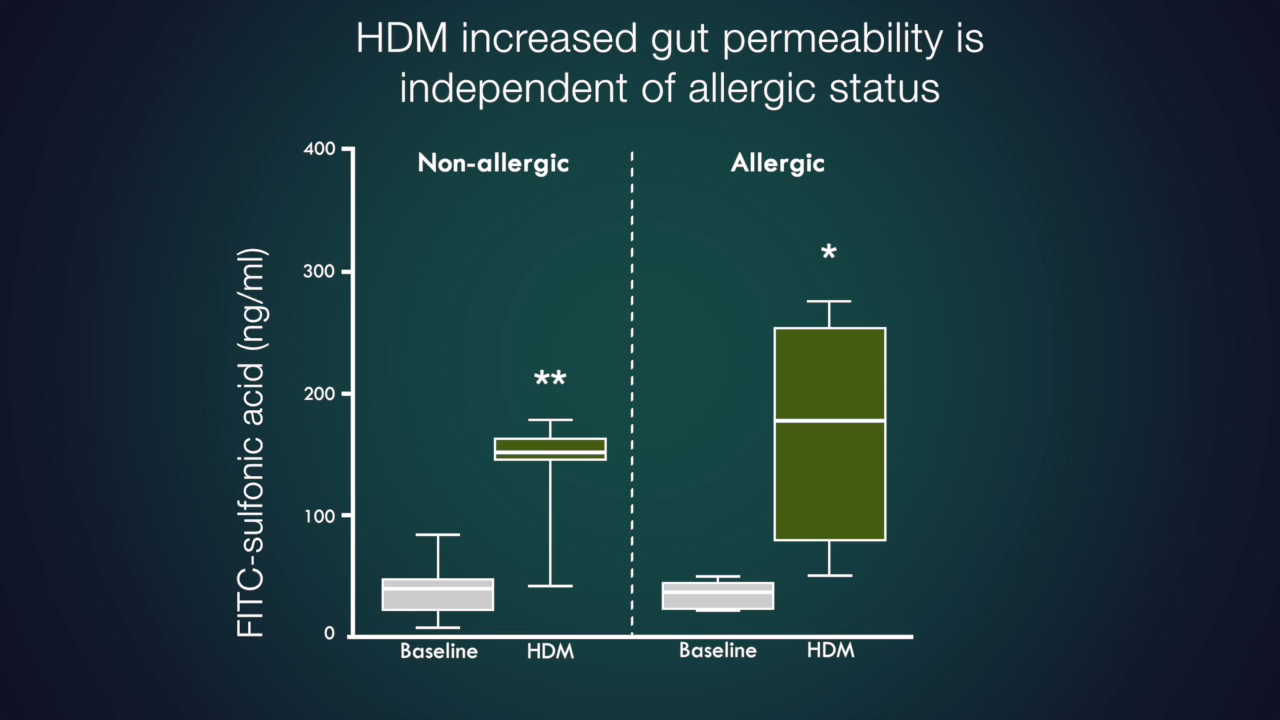 HDM increased gut permeability is
independent of allergic status
Non-allergic
Allergic
FITC-sulfonic acid (ng/ml)
400
300
200
100
0
**
*
Baseline
HDM
Baseline
HDM